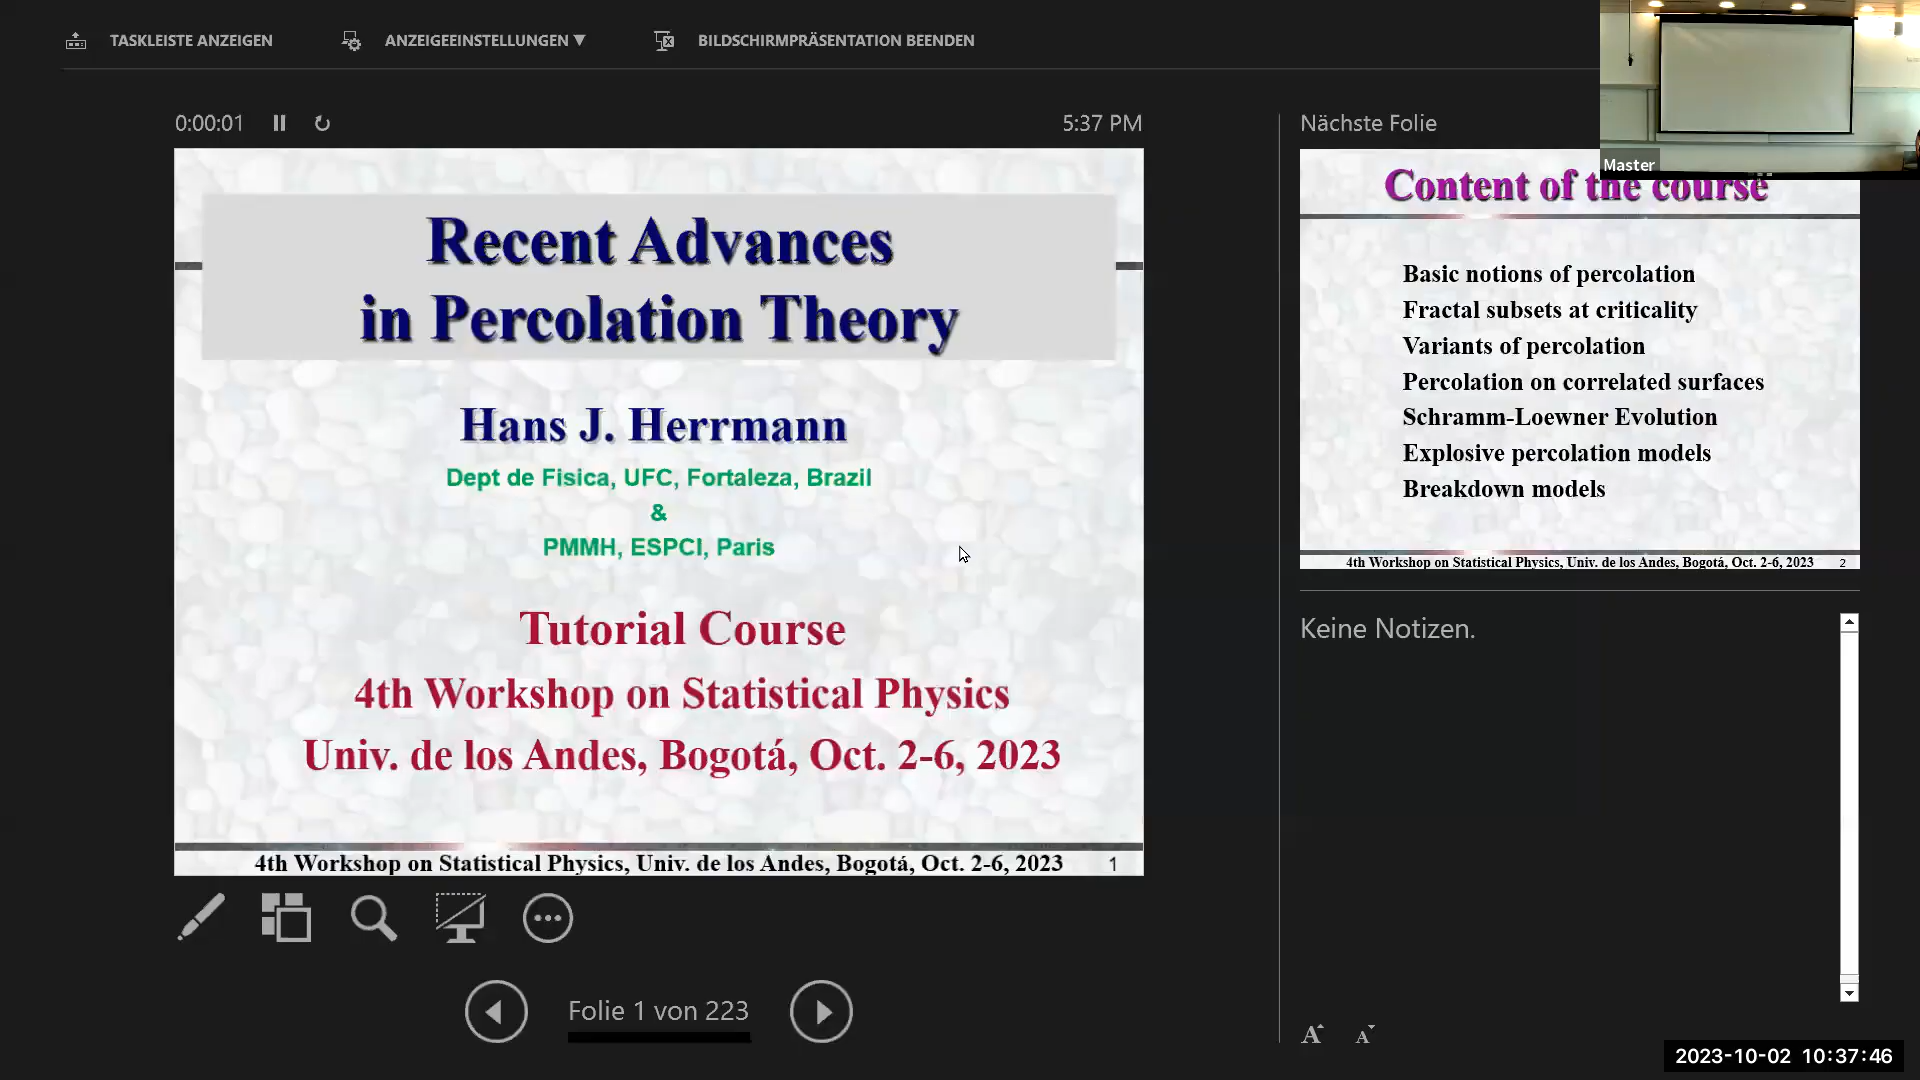 TASKLEISTE ANZEIGEN
ANZEIGEEINSTELLUNGEN ▼
BILDSCHIRMPRÄSENTATION BEENDEN
0:00:01
5:37 PM
Recent Advances
in Percolation Theory
Hans J. Herrmann
Dept de Fisica, UFC, Fortaleza, Brazil
&
PMMH, ESPCI, Paris
Tutorial Course
4th Workshop on Statistical Physics
Univ. de los Andes, Bogotá, Oct. 2-6, 2023
4th Workshop on Statistical Physics, Univ. de los Andes, Bogotá, Oct. 2-6, 2023 1
Folie 1 von 223
Nächste Folie
Master
Content of the course
Basic notions of percolation
Fractal subsets at criticality
Variants of percolation
Percolation on correlated surfaces
Schramm-Loewner Evolution
Explosive percolation models
Breakdown models
4th Workshop on Statistical Physics, Univ. de los Andes, Bogotá, Oct. 2-6, 2023 2
Keine Notizen.
A A
2023-10-02 10:37:46